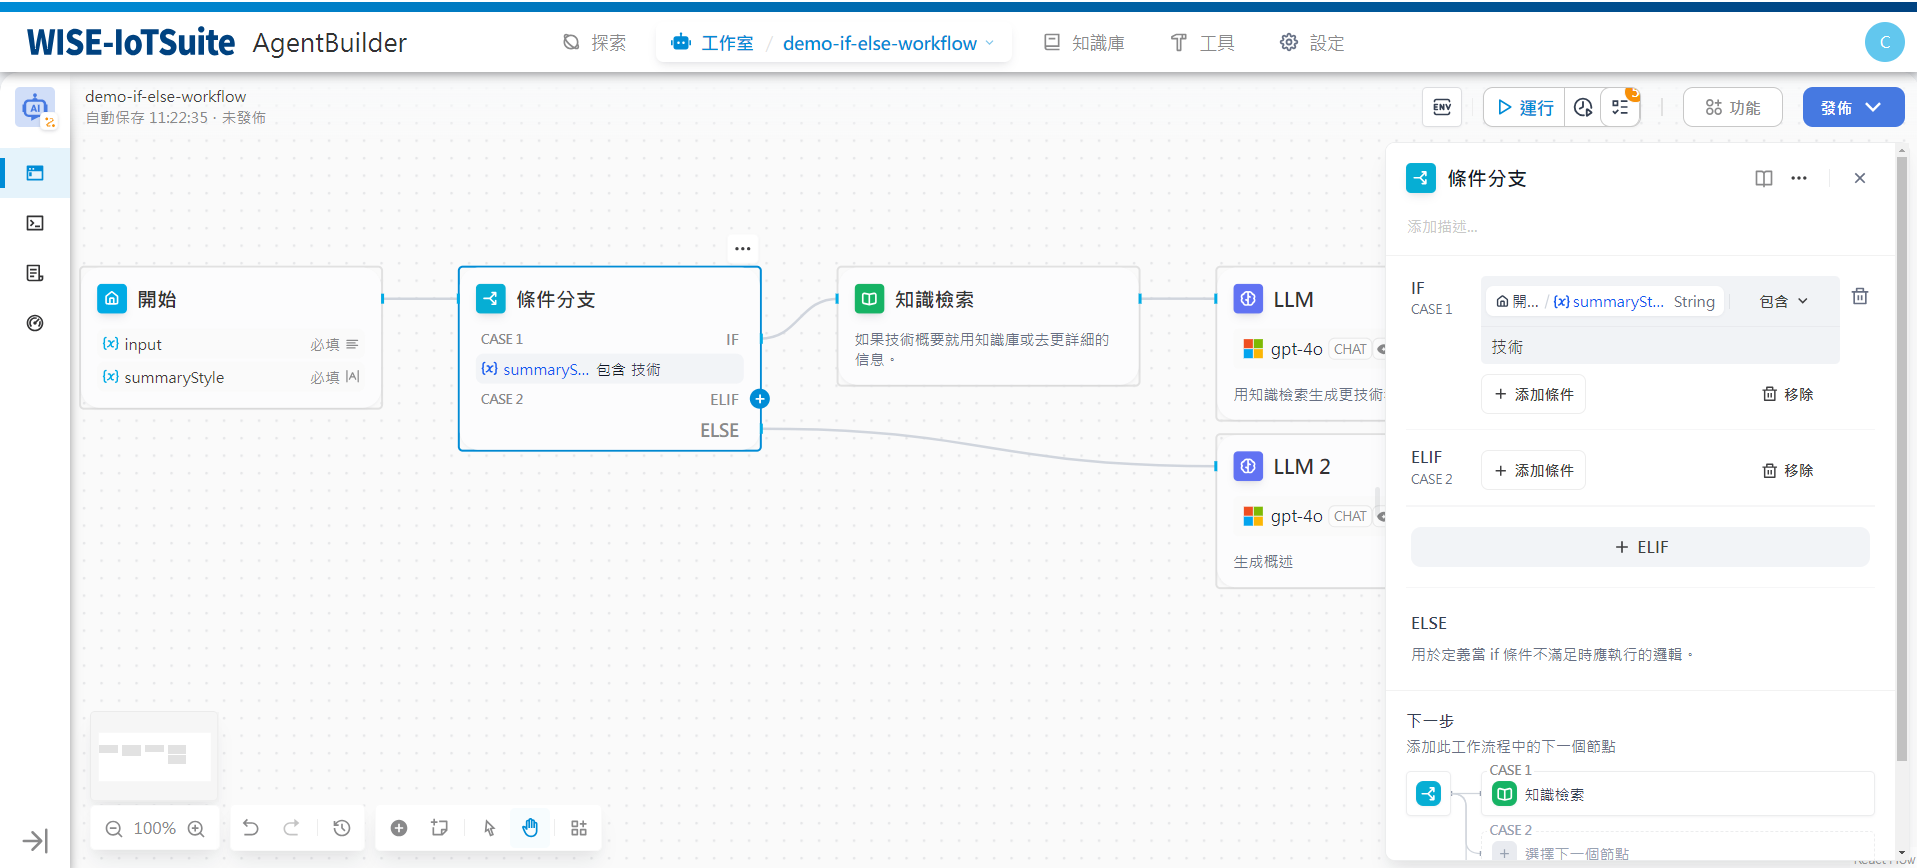 WISE-IoTSuite AgentBuilder
探索
工作室 / demo-if-else-workflow
知識庫
工具
設定
C
demo-if-else-workflow
自動保存 11:22:35 · 未發佈
ENV
運行
5
功能
發佈
開始
{x} input 必填
{x} summaryStyle 必填
條件分支
CASE 1 IF
{x} summaryS... 包含 技術
CASE 2 ELIF
ELSE
知識檢索
如果技術概要就用知識庫或去更詳細的
信息。
LLM
gpt-4o CHAT
用知識檢索生成更技術
LLM 2
gpt-4o CHAT
生成概述
條件分支
添加描述...
IF
CASE 1
開... / {x} summarySt... String 包含
技術
+ 添加條件 移除
ELIF
CASE 2
+ 添加條件 移除
+ ELIF
ELSE
用於定義當 if 條件不滿足時應執行的邏輯。
下一步
添加此工作流程中的下一個節點
CASE 1
知識檢索
CASE 2
+ 選擇下一個節點
100%
React Flow